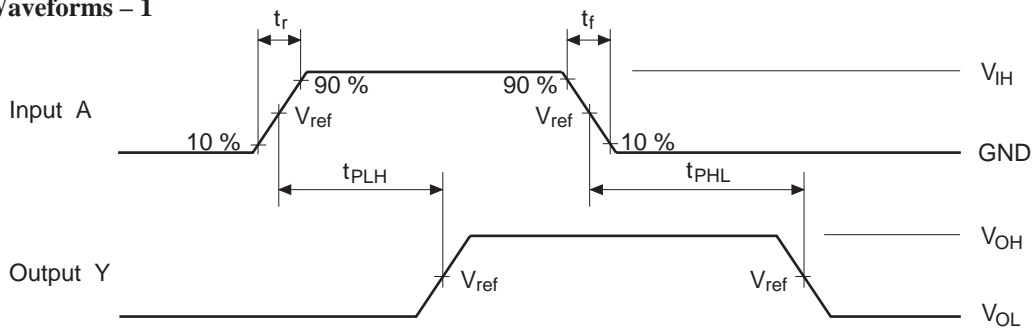 Waveforms – 1
tr
tf
90 %
90 %
VIH
Input A
Vref
Vref
10 %
10 %
GND
tPLH
tPHL
VOH
Output Y
Vref
Vref
VOL